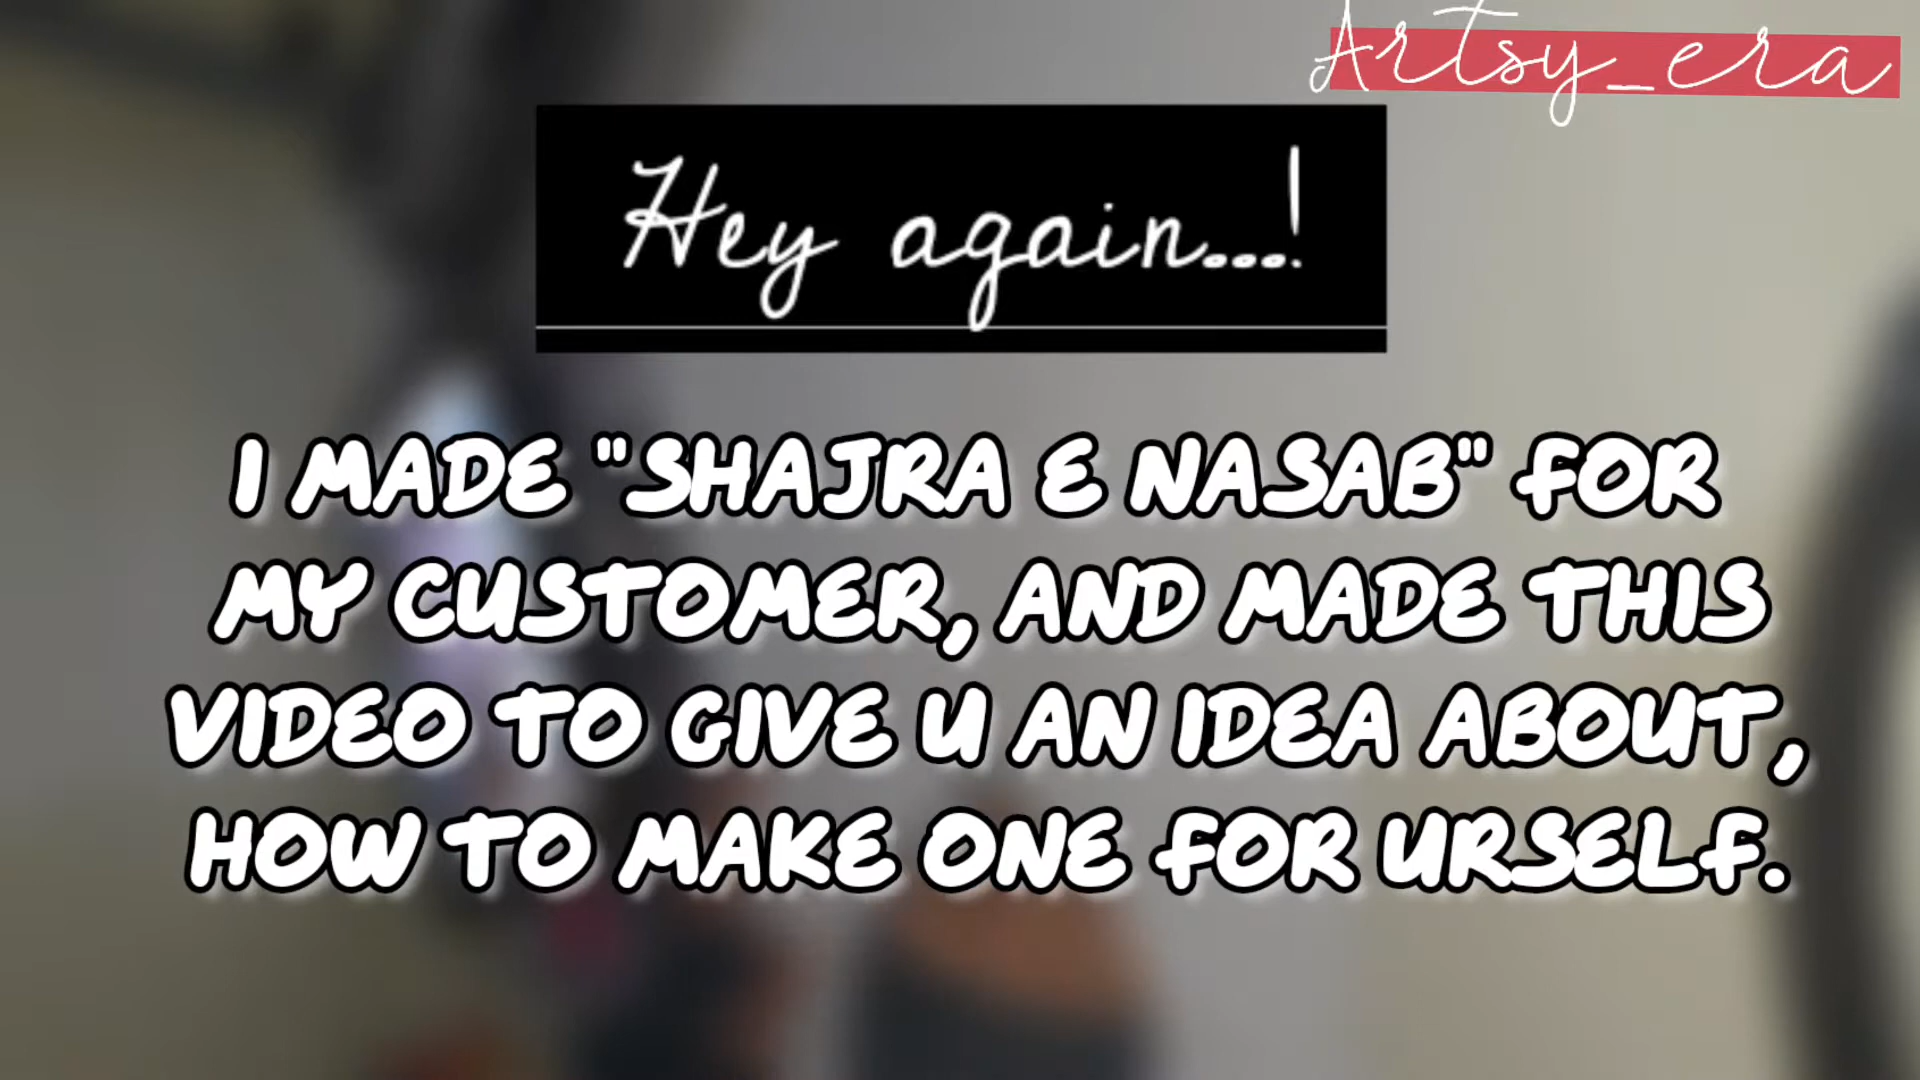 Artsy_era
Hey again...!
I MADE "SHAJRA E NASAB" FOR
MY CUSTOMER, AND MADE THIS
VIDEO TO GIVE U AN IDEA ABOUT,
HOW TO MAKE ONE FOR URSELF.